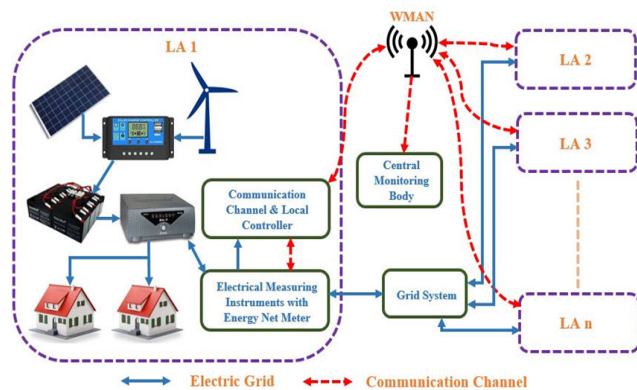 WMAN
LA 1
LA 2
LA 3
LA n
Communication
Channel & Local
Controller
Central
Monitoring
Body
Electrical Measuring
Instruments with
Energy Net Meter
Grid System
Electric Grid
Communication Channel